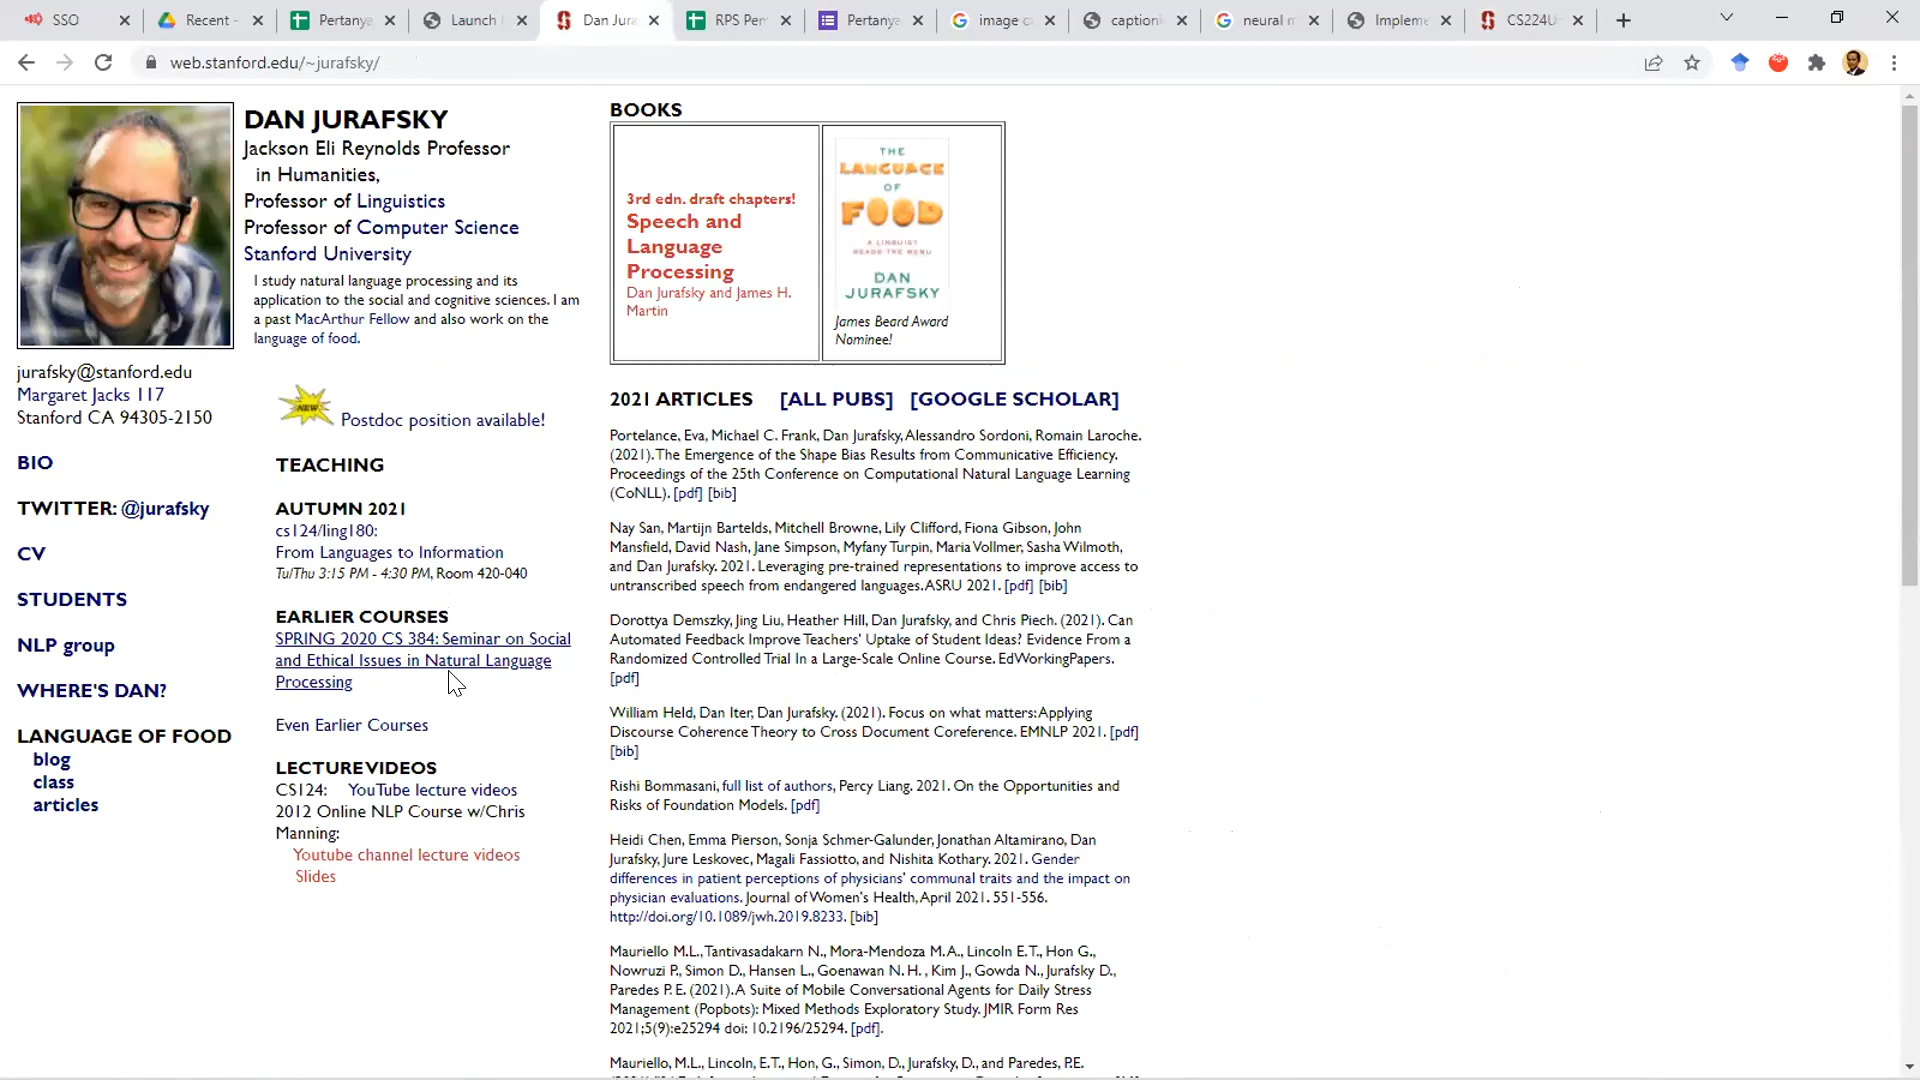 SSO
Recent -
Pertanya
Launch
Dan Jura
RPS Pem
Pertanya
image c
captioni
neural m
Impleme
CS224U
web.stanford.edu/~jurafsky/
DAN JURAFSKY
Jackson Eli Reynolds Professor
in Humanities,
Professor of Linguistics
Professor of Computer Science
Stanford University
I study natural language processing and its
application to the social and cognitive sciences. I am
a past MacArthur Fellow and also work on the
language of food.
jurafsky@stanford.edu
Margaret Jacks 117
Stanford CA 94305-2150
BIO
TWITTER: @jurafsky
CV
STUDENTS
NLP group
WHERE'S DAN?
LANGUAGE OF FOOD
blog
class
articles
NEW
Postdoc position available!
TEACHING
AUTUMN 2021
cs124/ling180:
From Languages to Information
Tu/Thu 3:15 PM - 4:30 PM, Room 420-040
EARLIER COURSES
SPRING 2020 CS 384: Seminar on Social
and Ethical Issues in Natural Language
Processing
Even Earlier Courses
LECTURE VIDEOS
CS124: YouTube lecture videos
2012 Online NLP Course w/Chris
Manning:
Youtube channel lecture videos
Slides
BOOKS
3rd edn. draft chapters!
Speech and
Language
Processing
Dan Jurafsky and James H.
Martin
THE
LANGUAGE
OF
FOOD
A LINGUIST
READS THE MENU
DAN
JURAFSKY
James Beard Award
Nominee!
2021 ARTICLES [ALL PUBS] [GOOGLE SCHOLAR]
Portelance, Eva, Michael C. Frank, Dan Jurafsky, Alessandro Sordoni, Romain Laroche.
(2021). The Emergence of the Shape Bias Results from Communicative Efficiency.
Proceedings of the 25th Conference on Computational Natural Language Learning
(CoNLL). [pdf] [bib]
Nay San, Martijn Bartelds, Mitchell Browne, Lily Clifford, Fiona Gibson, John
Mansfield, David Nash, Jane Simpson, Myfany Turpin, Maria Vollmer, Sasha Wilmoth,
and Dan Jurafsky. 2021. Leveraging pre-trained representations to improve access to
untranscribed speech from endangered languages. ASRU 2021. [pdf] [bib]
Dorottya Demszky, Jing Liu, Heather Hill, Dan Jurafsky, and Chris Piech. (2021). Can
Automated Feedback Improve Teachers' Uptake of Student Ideas? Evidence From a
Randomized Controlled Trial In a Large-Scale Online Course. EdWorkingPapers.
[pdf]
William Held, Dan Iter, Dan Jurafsky. (2021). Focus on what matters: Applying
Discourse Coherence Theory to Cross Document Coreference. EMNLP 2021. [pdf]
[bib]
Rishi Bommasani, full list of authors, Percy Liang. 2021. On the Opportunities and
Risks of Foundation Models. [pdf]
Heidi Chen, Emma Pierson, Sonja Schmer-Galunder, Jonathan Altamirano, Dan
Jurafsky, Jure Leskovec, Magali Fassiotto, and Nishita Kothary. 2021. Gender
differences in patient perceptions of physicians' communal traits and the impact on
physician evaluations. Journal of Women's Health, April 2021. 551-556.
http://doi.org/10.1089/jwh.2019.8233. [bib]
Mauriello M.L., Tantivasadakarn N., Mora-Mendoza M.A., Lincoln E.T., Hon G.,
Nowruzi P., Simon D., Hansen L., Goenawan N. H. , Kim J., Gowda N., Jurafsky D.,
Paredes P. E. (2021). A Suite of Mobile Conversational Agents for Daily Stress
Management (Popbots): Mixed Methods Exploratory Study. JMIR Form Res
2021;5(9):e25294 doi: 10.2196/25294. [pdf].
Mauriello, M.L., Lincoln, E.T., Hon, G., Simon, D., Jurafsky, D., and Paredes, P.E.